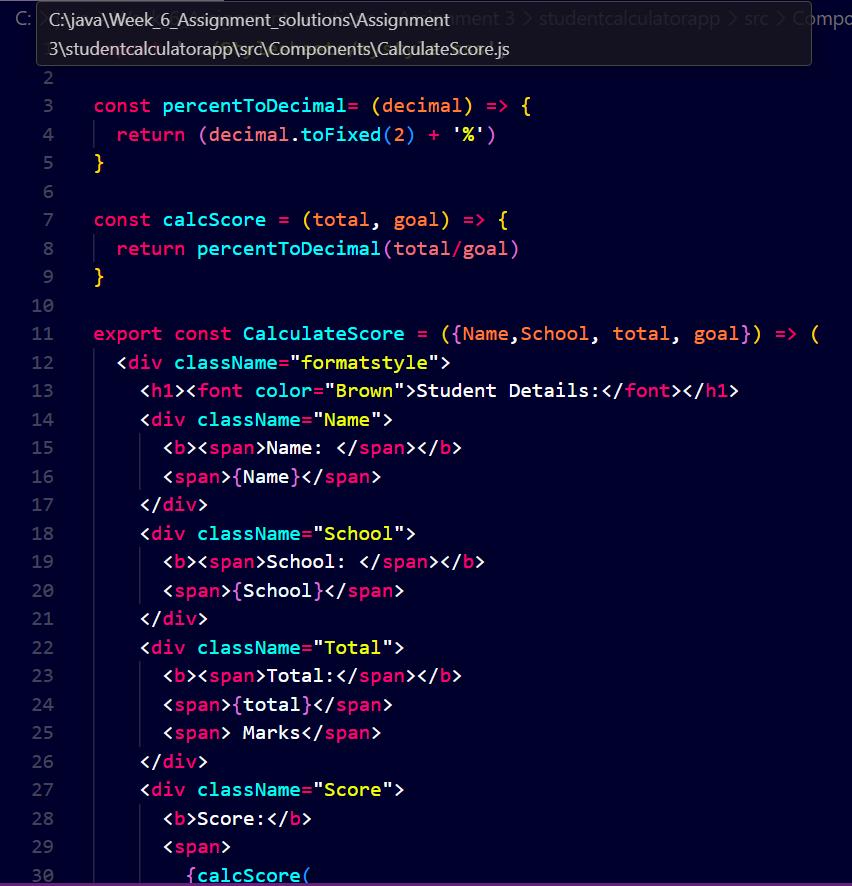 C: studentcalculatorapp > src > Compo
C:\java\Week_6_Assignment_solutions\Assignment
3\studentcalculatorapp\src\Components\CalculateScore.js
2
3 const percentToDecimal= (decimal) => {
4 return (decimal.toFixed(2) + '%')
5 }
6
7 const calcScore = (total, goal) => {
8 return percentToDecimal(total/goal)
9 }
10
11 export const CalculateScore = ({Name,School, total, goal}) => (
12 <div className="formatstyle">
13 <h1><font color="Brown">Student Details:</font></h1>
14 <div className="Name">
15 <b><span>Name: </span></b>
16 <span>{Name}</span>
17 </div>
18 <div className="School">
19 <b><span>School: </span></b>
20 <span>{School}</span>
21 </div>
22 <div className="Total">
23 <b><span>Total:</span></b>
24 <span>{total}</span>
25 <span> Marks</span>
26 </div>
27 <div className="Score">
28 <b>Score:</b>
29 <span>
30 {calcScore(